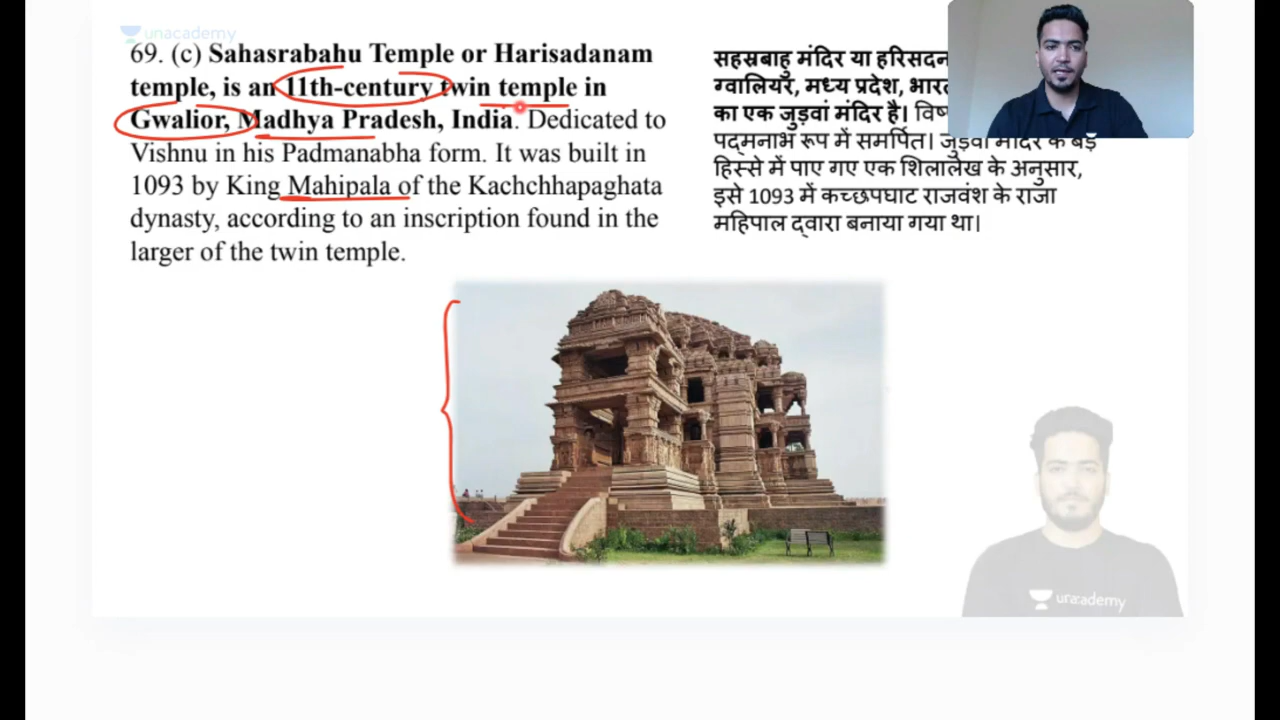 unacademy
69. (c) Sahasrabahu Temple or Harisadanam
temple, is an 11th-century twin temple in
Gwalior, Madhya Pradesh, India. Dedicated to
Vishnu in his Padmanabha form. It was built in
1093 by King Mahipala of the Kachchhapaghata
dynasty, according to an inscription found in the
larger of the twin temple.
सहस्रबाहु मंदिर या हरिसदन
ग्वालियर, मध्य प्रदेश, भारत
का एक जुड़वां मंदिर है। विष्
पद्मनाभ रूप में समर्पित। जुड़वां मंदिर के बड़े
हिस्से में पाए गए एक शिलालेख के अनुसार,
इसे 1093 में कच्छपघाट राजवंश के राजा
महिपाल द्वारा बनाया गया था।
unacademy